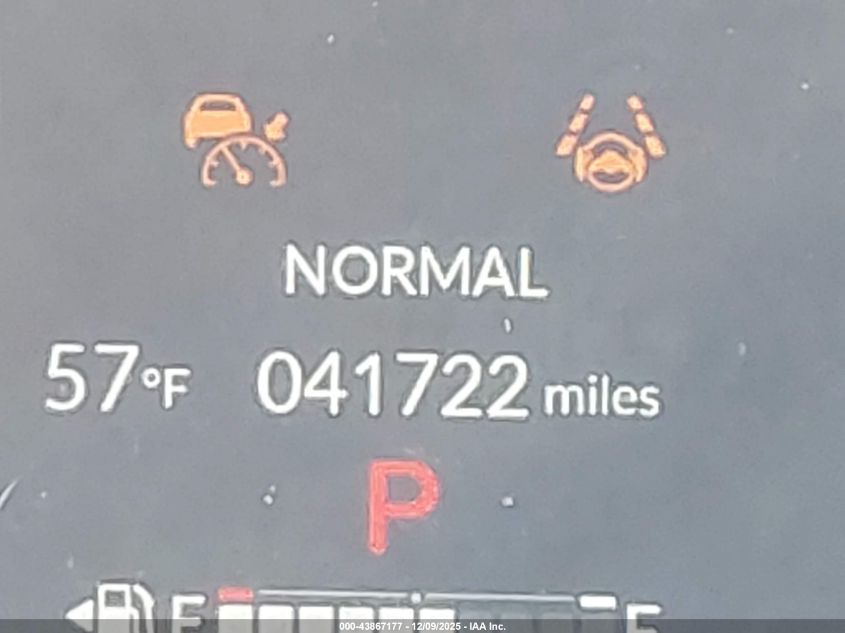 NORMAL
57°F 041722 miles
P
E F
000-43867177 - 12/09/2025 - IAA Inc.